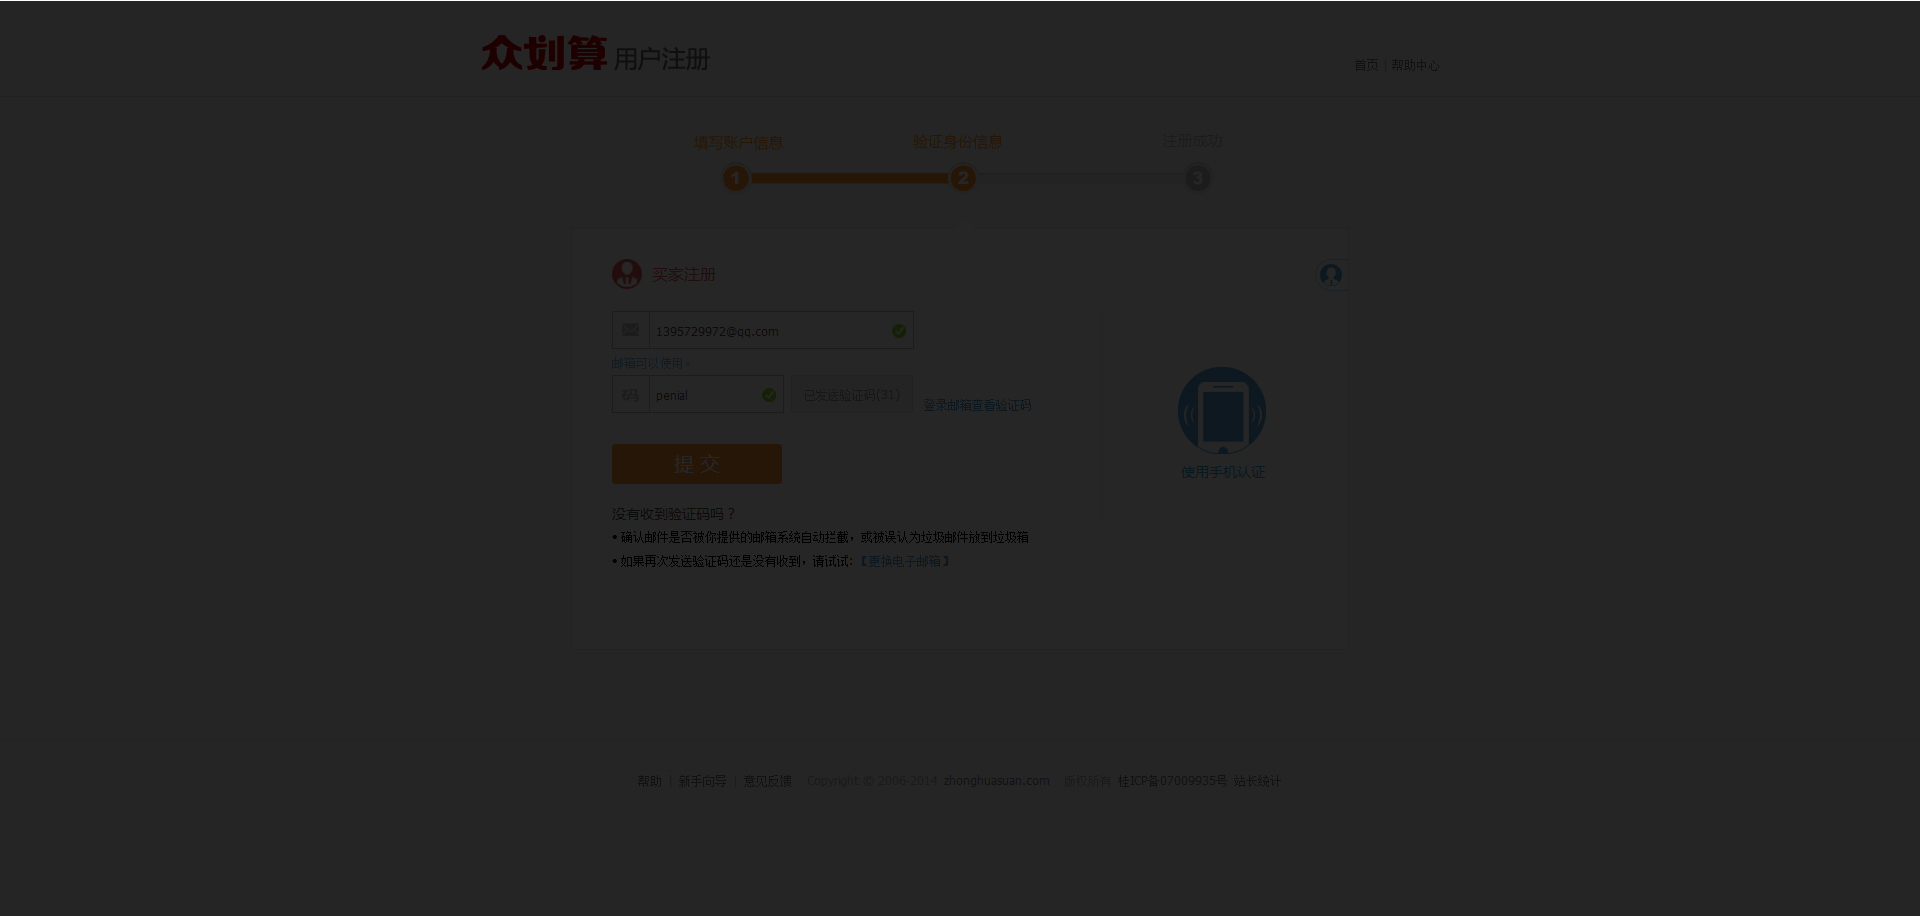 众划算 用户注册
首页 | 帮助中心
填写账户信息 验证身份信息 注册成功
1 2 3
买家注册
1395729972@qq.com
邮箱可以使用。
码 penial 已发送验证码(31) 登录邮箱查看验证码
提 交
使用手机认证
没有收到验证码吗？
• 确认邮件是否被你提供的邮箱系统自动拦截，或被误认为垃圾邮件放到垃圾箱
• 如果再次发送验证码还是没有收到，请试试：【更换电子邮箱】
帮助 | 新手向导 | 意见反馈 Copyright © 2006-2014 zhonghuasuan.com 版权所有 桂ICP备07009935号 站长统计